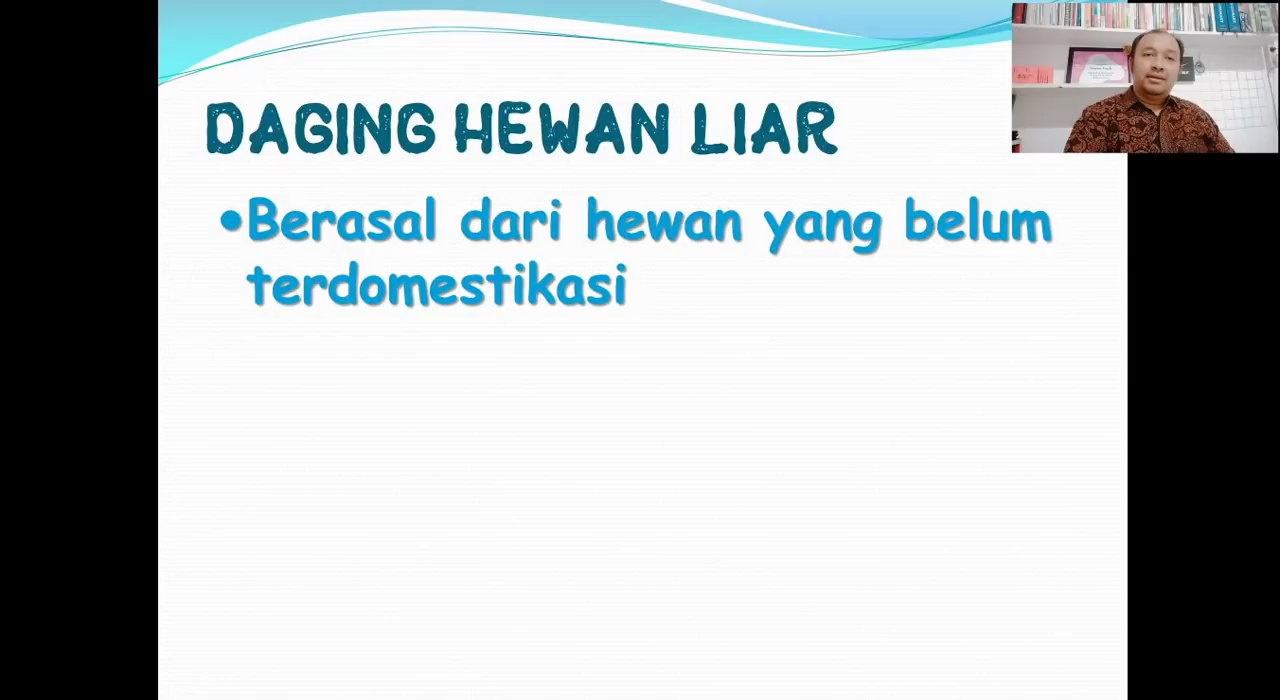 DAGING HEWAN LIAR
•Berasal dari hewan yang belum
terdomestikasi